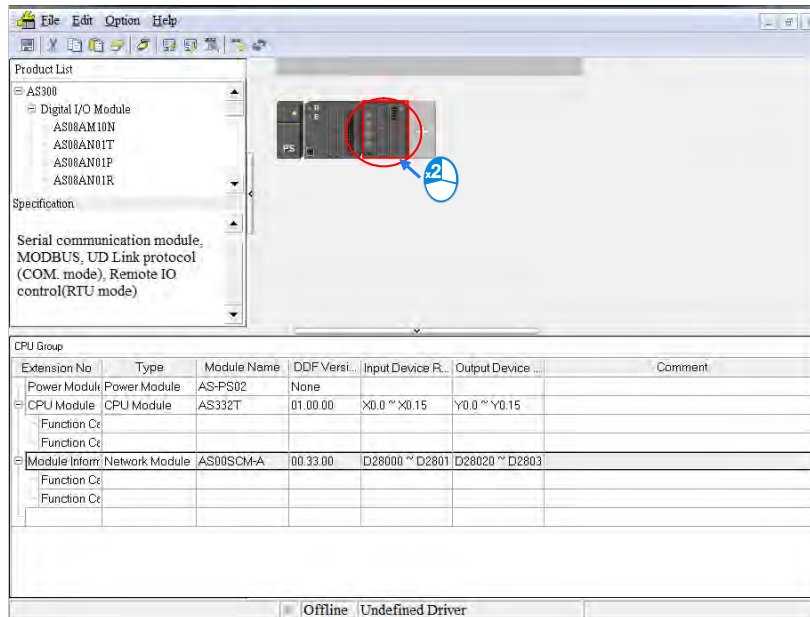 File Edit Option Help
Product List
AS300
Digital I/O Module
AS08AM10N
AS08AN01T
AS08AN01P
AS08AN01R
Specification
Serial communication module,
MODBUS, UD Link protocol
(COM. mode), Remote IO
control(RTU mode)
PS
x2
CPU Group
Extension No Type Module Name DDF Versi... Input Device R... Output Device ... Comment
Power Module Power Module AS-PS02 None
CPU Module CPU Module AS332T 01.00.00 X0.0 ~ X0.15 Y0.0 ~ Y0.15
Function Ca
Function Ca
Module Inform Network Module AS00SCM-A 00.33.00 D28000 ~ D2801 D28020 ~ D2803
Function Ca
Function Ca
Offline Undefined Driver